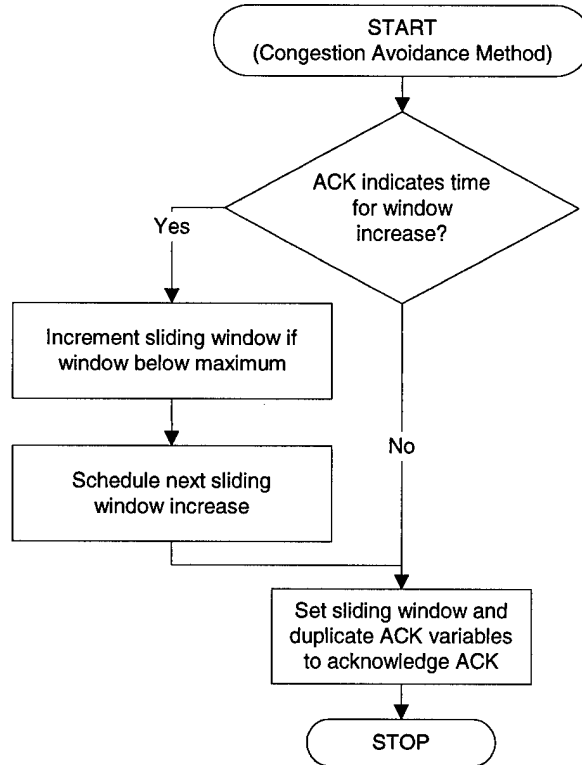 START
(Congestion Avoidance Method)
ACK indicates time
for window
increase?
Yes
Increment sliding window if
window below maximum
Schedule next sliding
window increase
No
Set sliding window and
duplicate ACK variables
to acknowledge ACK
STOP